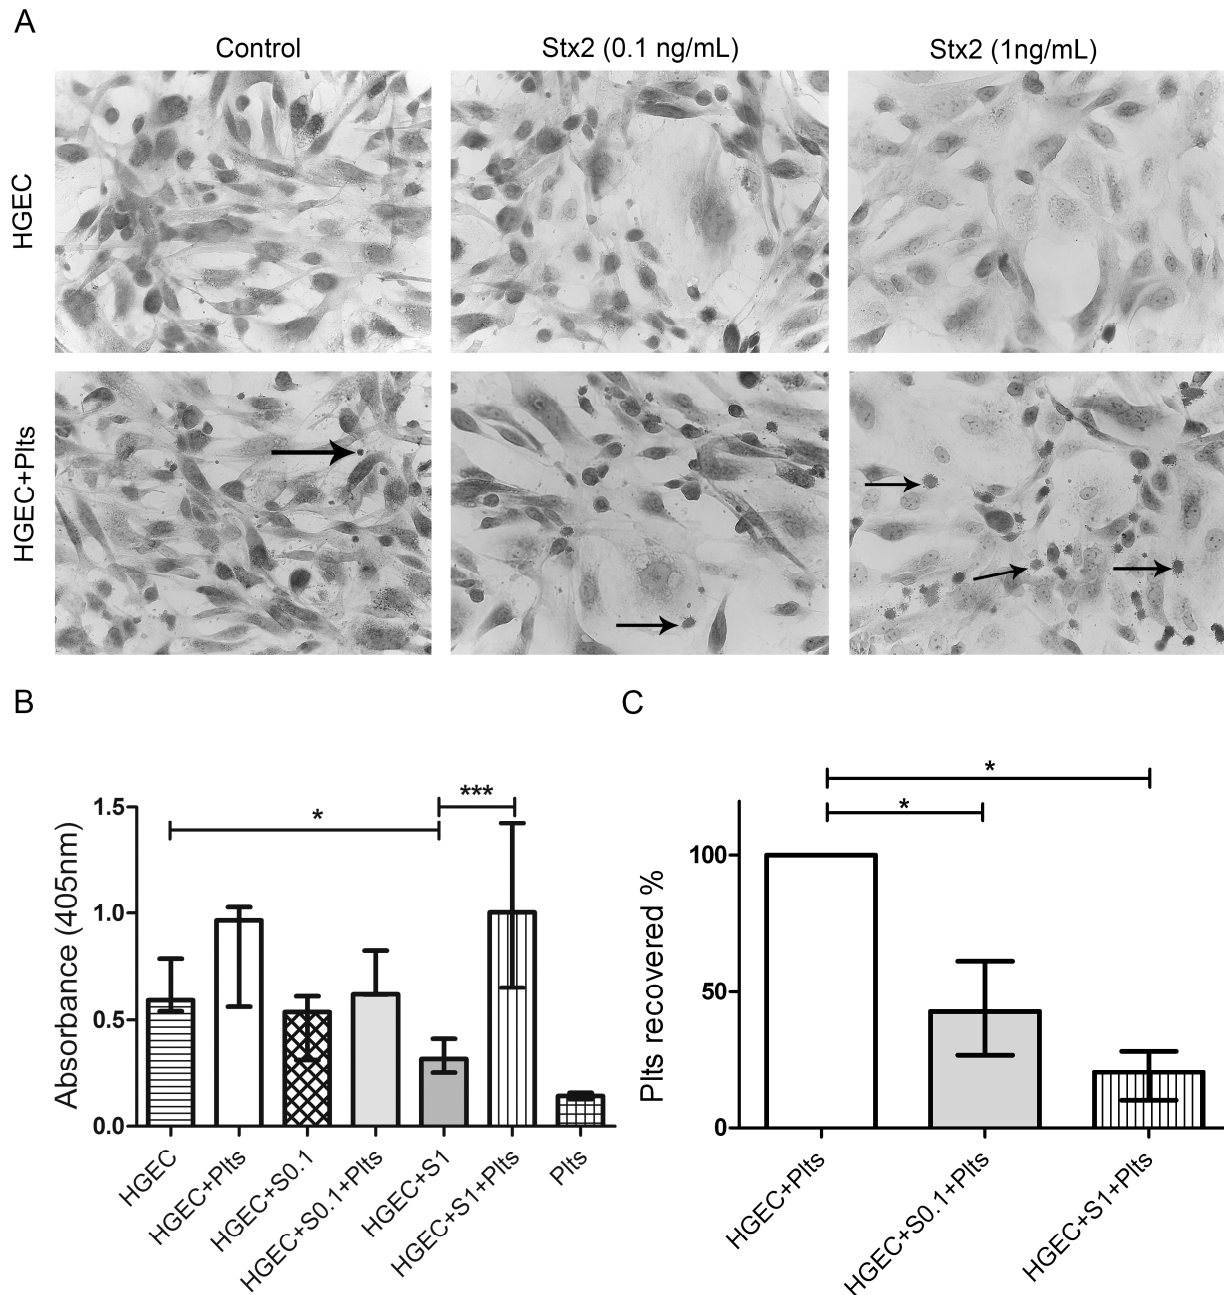 A
Control
Stx2 (0.1 ng/mL)
Stx2 (1ng/mL)
HGEC
HGEC+Plts
B
Absorbance (405nm)
1.5
1.0
0.5
0.0
*
***
HGEC
HGEC+Plts
HGEC+S0.1
HGEC+S0.1+Plts
HGEC+S1
HGEC+S1+Plts
Plts
C
Plts recovered %
100
50
0
*
*
HGEC+Plts
HGEC+S0.1+Plts
HGEC+S1+Plts